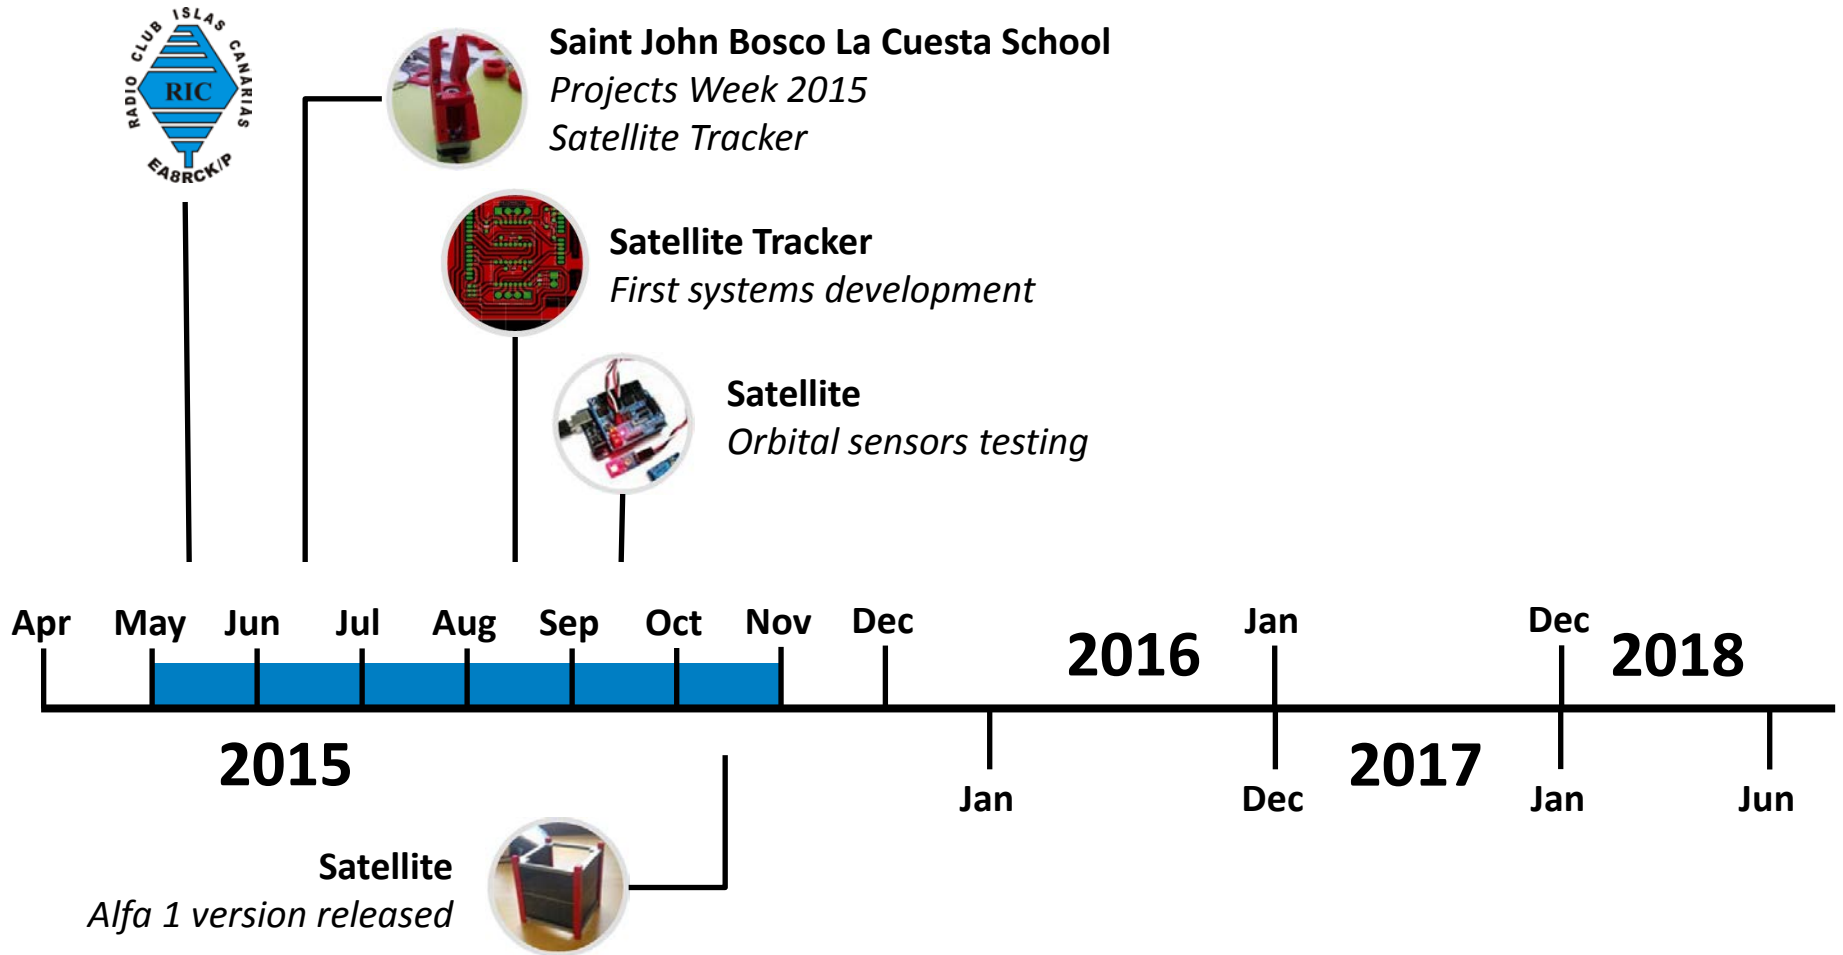 RADIO CLUB ISLAS CANARIAS
RIC
EA8RCK/P
Saint John Bosco La Cuesta School
Projects Week 2015
Satellite Tracker
Satellite Tracker
First systems development
Satellite
Orbital sensors testing
Apr May Jun Jul Aug Sep Oct Nov Dec Jan Dec
2016 2018
2015 2017
Jan Dec Jan Jun
Satellite
Alfa 1 version released